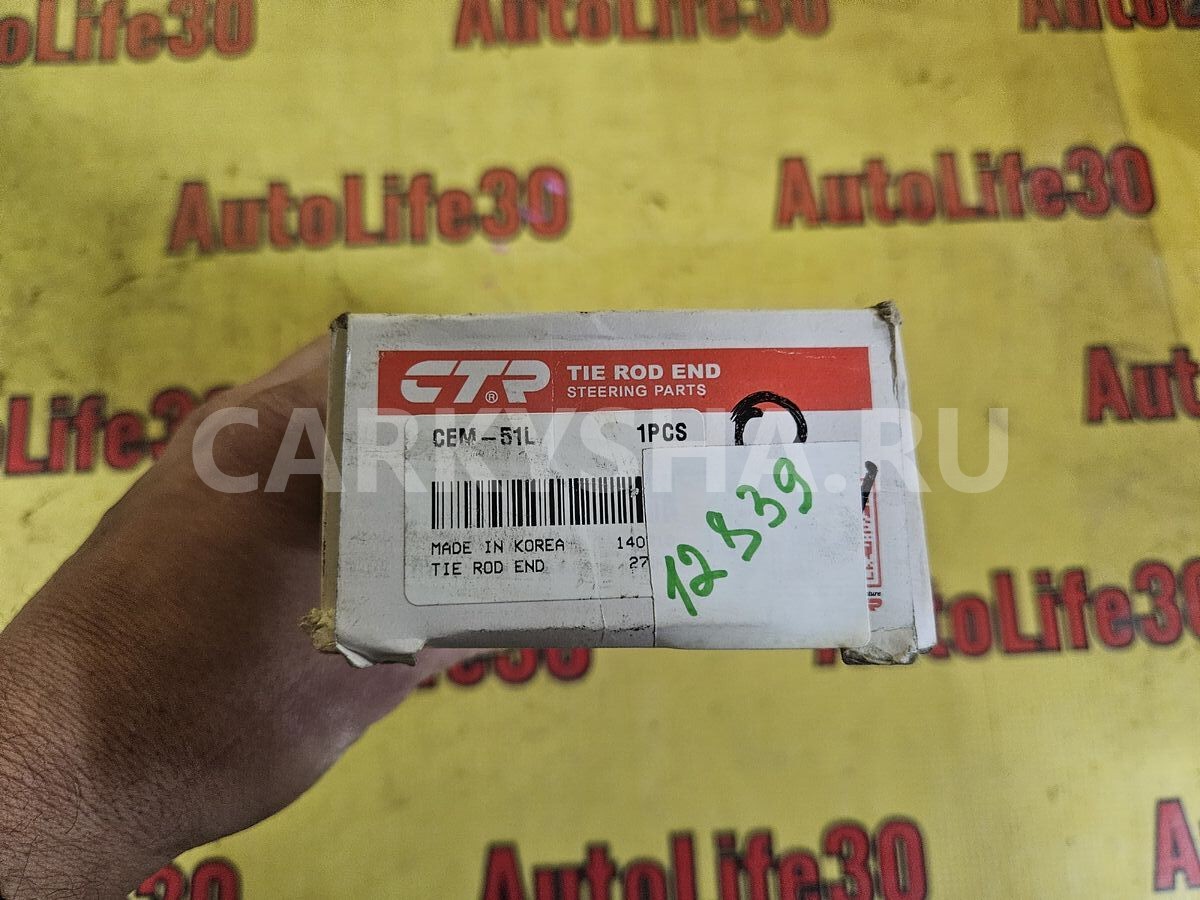 AutoLife30
AutoLife30
AutoLife30
AutoLife30
CTR® TIE ROD END
STEERING PARTS
CEM-51L 1PCS
CARKYSHA.RU
12839
MADE IN KOREA 140
TIE ROD END 27
AutoLife30